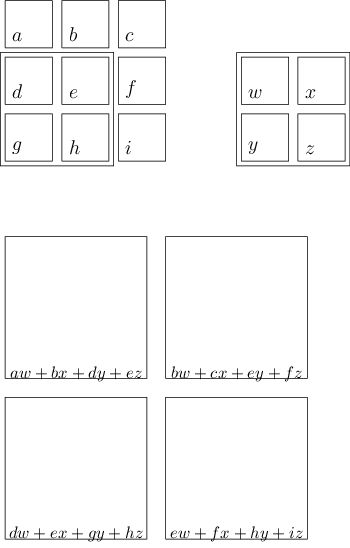 a b c
d e f w x
g h i y z
aw + bx + dy + ez bw + cx + ey + fz
dw + ex + gy + hz ew + fx + hy + iz